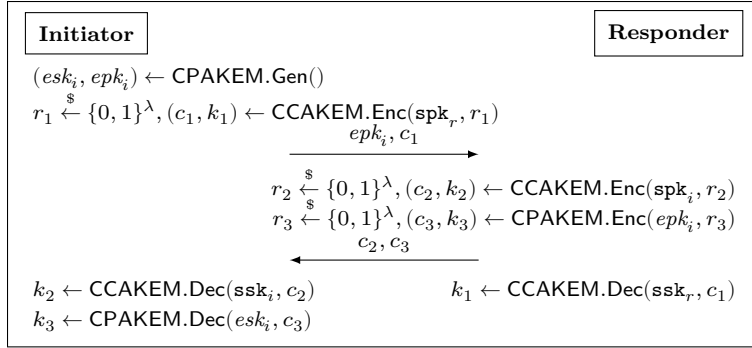 Initiator Responder
(esk_i, epk_i) ← CPAKEM.Gen()
r_1 ←$ {0, 1}^λ, (c_1, k_1) ← CCAKEM.Enc(spk_r, r_1)
epk_i, c_1
r_2 ←$ {0, 1}^λ, (c_2, k_2) ← CCAKEM.Enc(spk_i, r_2)
r_3 ←$ {0, 1}^λ, (c_3, k_3) ← CPAKEM.Enc(epk_i, r_3)
c_2, c_3
k_2 ← CCAKEM.Dec(ssk_i, c_2) k_1 ← CCAKEM.Dec(ssk_r, c_1)
k_3 ← CPAKEM.Dec(esk_i, c_3)